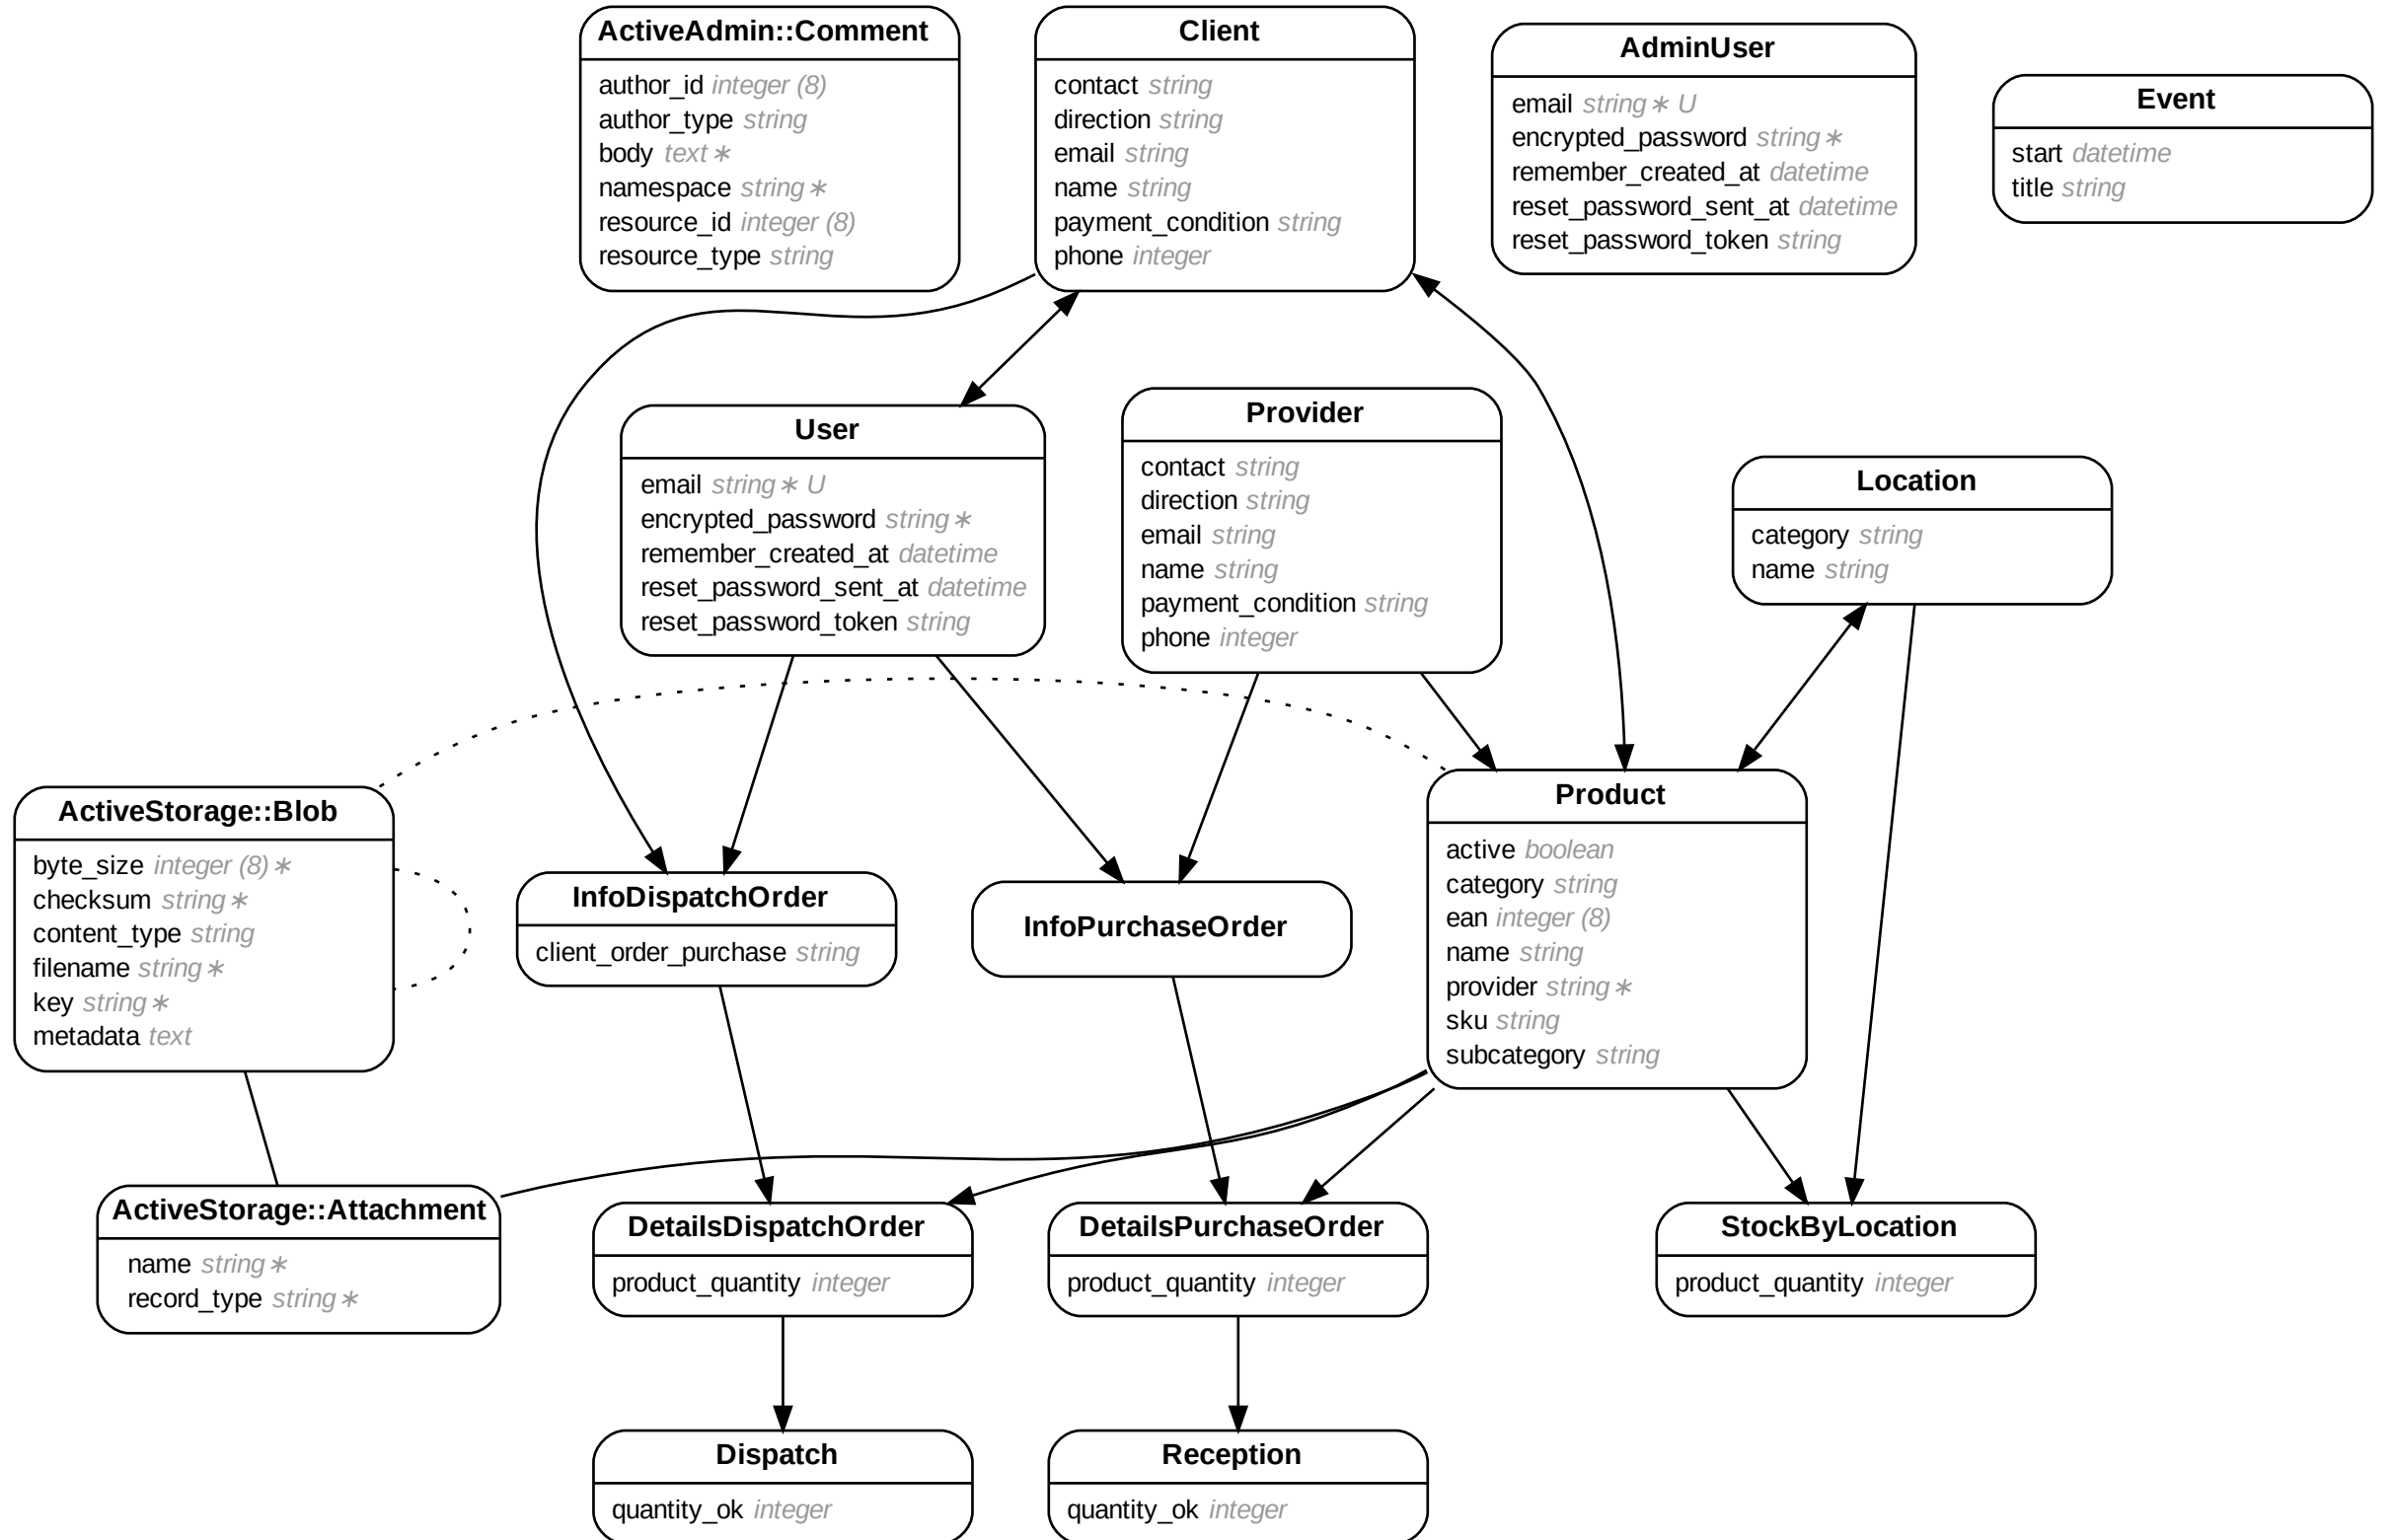 ActiveAdmin::Comment
author_id integer (8)
author_type string
body text ∗
namespace string ∗
resource_id integer (8)
resource_type string
Client
contact string
direction string
email string
name string
payment_condition string
phone integer
AdminUser
email string ∗ U
encrypted_password string ∗
remember_created_at datetime
reset_password_sent_at datetime
reset_password_token string
Event
start datetime
title string
User
email string ∗ U
encrypted_password string ∗
remember_created_at datetime
reset_password_sent_at datetime
reset_password_token string
Provider
contact string
direction string
email string
name string
payment_condition string
phone integer
Location
category string
name string
ActiveStorage::Blob
byte_size integer (8) ∗
checksum string ∗
content_type string
filename string ∗
key string ∗
metadata text
InfoDispatchOrder
client_order_purchase string
InfoPurchaseOrder
Product
active boolean
category string
ean integer (8)
name string
provider string ∗
sku string
subcategory string
ActiveStorage::Attachment
name string ∗
record_type string ∗
DetailsDispatchOrder
product_quantity integer
DetailsPurchaseOrder
product_quantity integer
StockByLocation
product_quantity integer
Dispatch
quantity_ok integer
Reception
quantity_ok integer